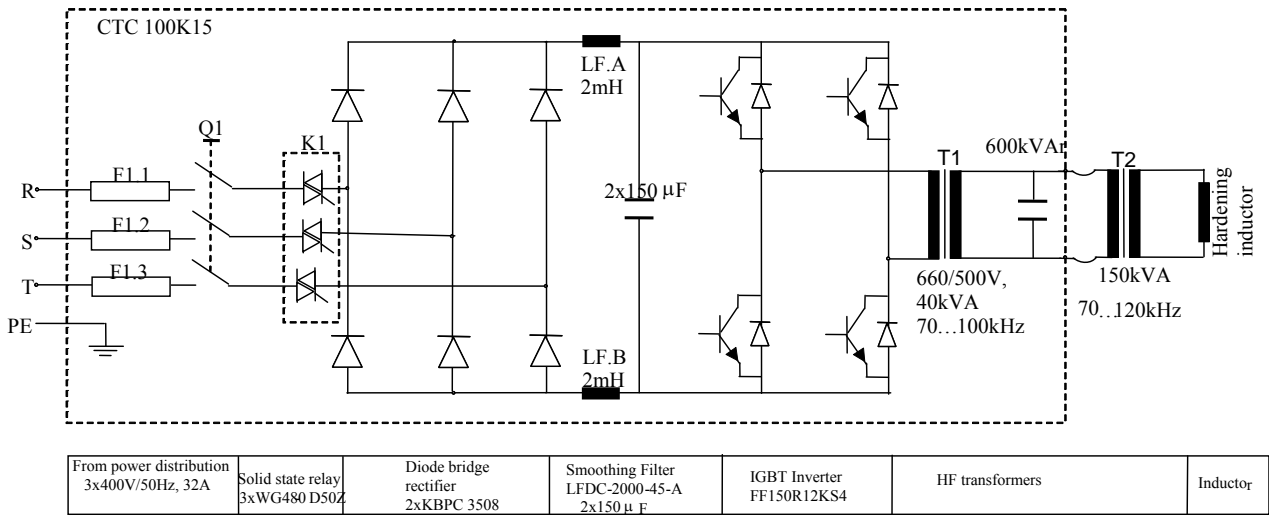 CTC 100K15
LF.A
2mH
Q1
K1
R
F1.1
S
F1.2
T
F1.3
PE
2x150 μF
LF.B
2mH
T1
660/500V,
40kVA
70...100kHz
600kVAr
T2
150kVA
70...120kHz
Hardening
inductor
From power distribution
3x400V/50Hz, 32A
Solid state relay
3xWG480 D50Z
Diode bridge
rectifier
2xKBPC 3508
Smoothing Filter
LFDC-2000-45-A
2x150 μ F
IGBT Inverter
FF150R12KS4
HF transformers
Inductor